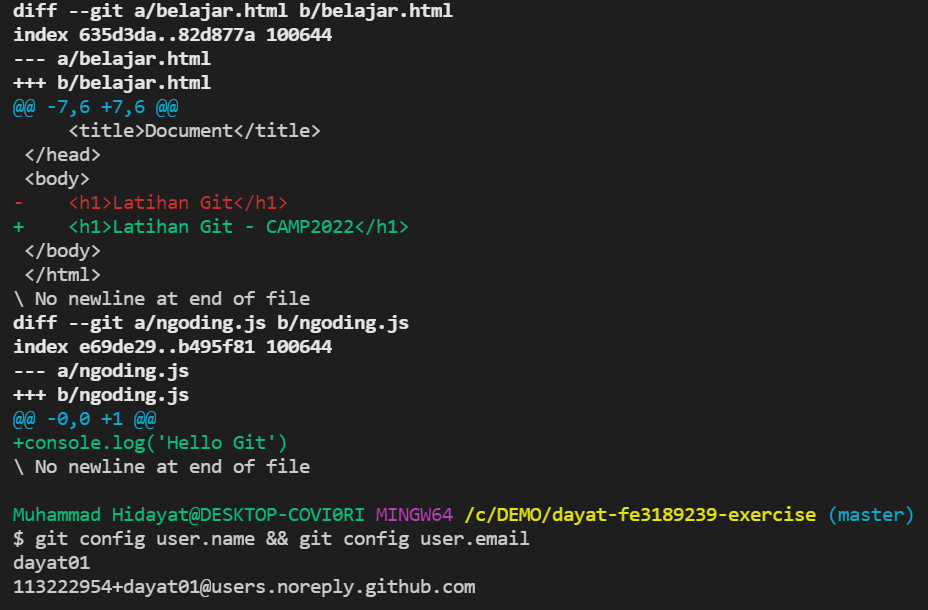 diff --git a/belajar.html b/belajar.html
index 635d3da..82d877a 100644
--- a/belajar.html
+++ b/belajar.html
@@ -7,6 +7,6 @@
     <title>Document</title>
 </head>
 <body>
-    <h1>Latihan Git</h1>
+    <h1>Latihan Git - CAMP2022</h1>
 </body>
 </html>
\ No newline at end of file
diff --git a/ngoding.js b/ngoding.js
index e69de29..b495f81 100644
--- a/ngoding.js
+++ b/ngoding.js
@@ -0,0 +1 @@
+console.log('Hello Git')
\ No newline at end of file
Muhammad Hidayat@DESKTOP-COVI0RI MINGW64 /c/DEMO/dayat-fe3189239-exercise (master)
$ git config user.name && git config user.email
dayat01
113222954+dayat01@users.noreply.github.com